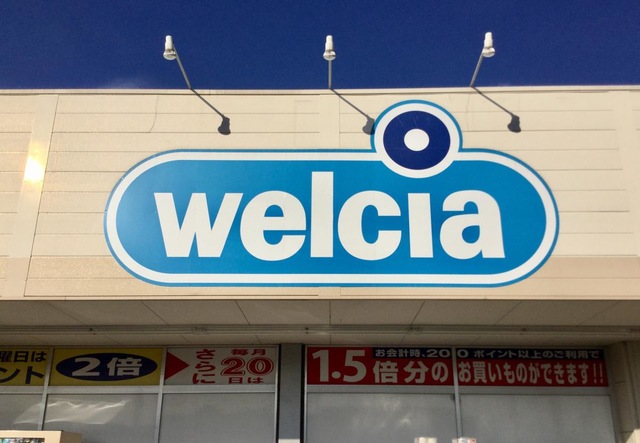 welcia
曜日は
ント
2倍
さらに
毎月
20
日は
お会計時、200ポイント以上のご利用で
1.5倍分のお買いものができます!!